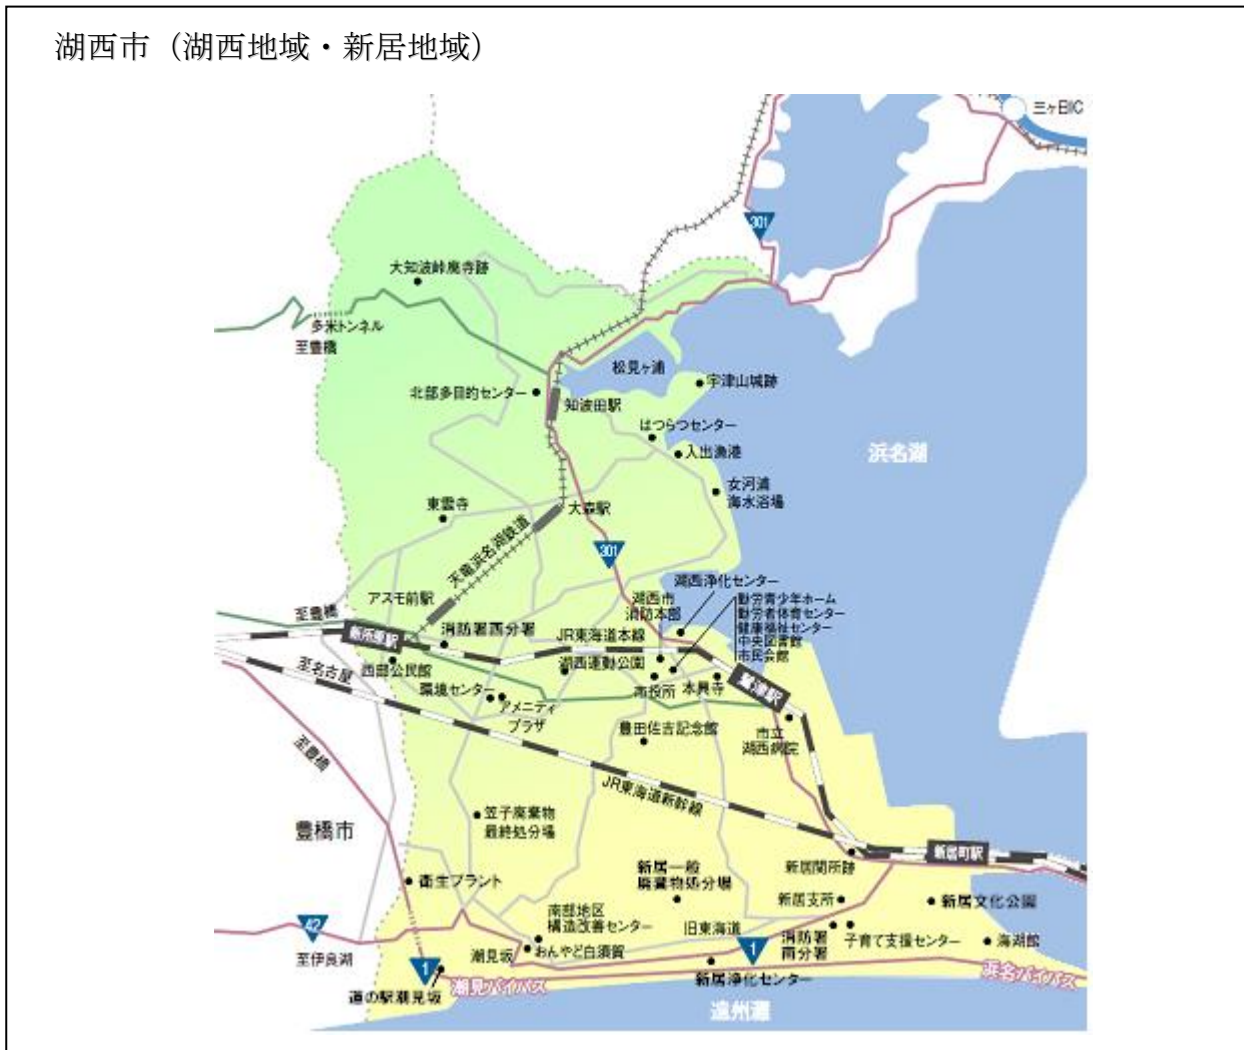 湖西市（湖西地域・新居地域）
三ヶ日IC
301
大知波峠廃寺跡
多米トンネル
至豊橋
松見ヶ浦
宇津山城跡
北部多目的センター
知波田駅
はつらつセンター
入出漁港
浜名湖
女河浦
海水浴場
東雲寺
大森駅
天竜浜名湖鉄道
301
湖西浄化センター
アスモ前駅
湖西市
消防本部
勤労青少年ホーム
勤労者体育センター
健康福祉センター
中央図書館
市民会館
至豊橋
新所原駅
消防署西分署
JR東海道本線
至名古屋
西部公民館
湖西運動公園
市役所
本興寺
鷲津駅
環境センター
アメニティ
プラザ
豊田佐吉記念館
市立
湖西病院
至豊橋
JR東海道新幹線
笠子廃棄物
最終処分場
豊橋市
新居町駅
新居関所跡
新居一般
廃棄物処分場
衛生プラント
新居支所
新居文化公園
南部地区
構造改善センター
旧東海道
42
至伊良湖
潮見坂
おんやど白須賀
1
消防署
南分署
子育て支援センター
海湖館
1
道の駅潮見坂
潮見バイパス
新居浄化センター
浜名バイパス
遠州灘